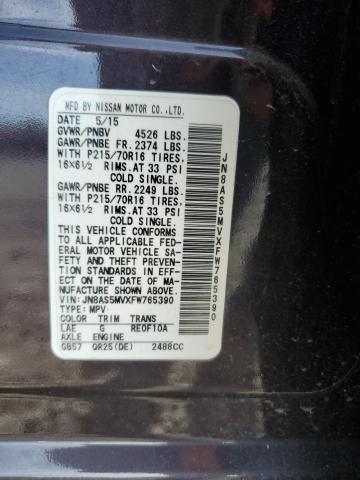 MFD BY NISSAN MOTOR CO.,LTD.
DATE 5/15
GVWR/PNBV 4526 LBS.
GAWR/PNBE FR. 2374 LBS.
WITH P215/70R16 TIRES.
16X6½ RIMS. AT 33 PSI
COLD SINGLE.
GAWR/PNBE RR. 2249 LBS.
WITH P215/70R16 TIRES.
16X6½ RIMS. AT 33 PSI
COLD SINGLE.
THIS VEHICLE CONFORMS
TO ALL APPLICABLE FED-
ERAL MOTOR VEHICLE SA-
FETY AND THEFT PREVEN-
TION STANDARDS IN EFF-
ECT ON THE DATE OF MA-
NUFACTURE SHOWN ABOVE.
VIN: JN8AS5MVXFW765390
TYPE: MPV
COLOR TRIM TRANS
LAE G RE0F10A
AXLE ENGINE
GB57 QR25(DE) 2488CC
JN8AS5MVXFW765390